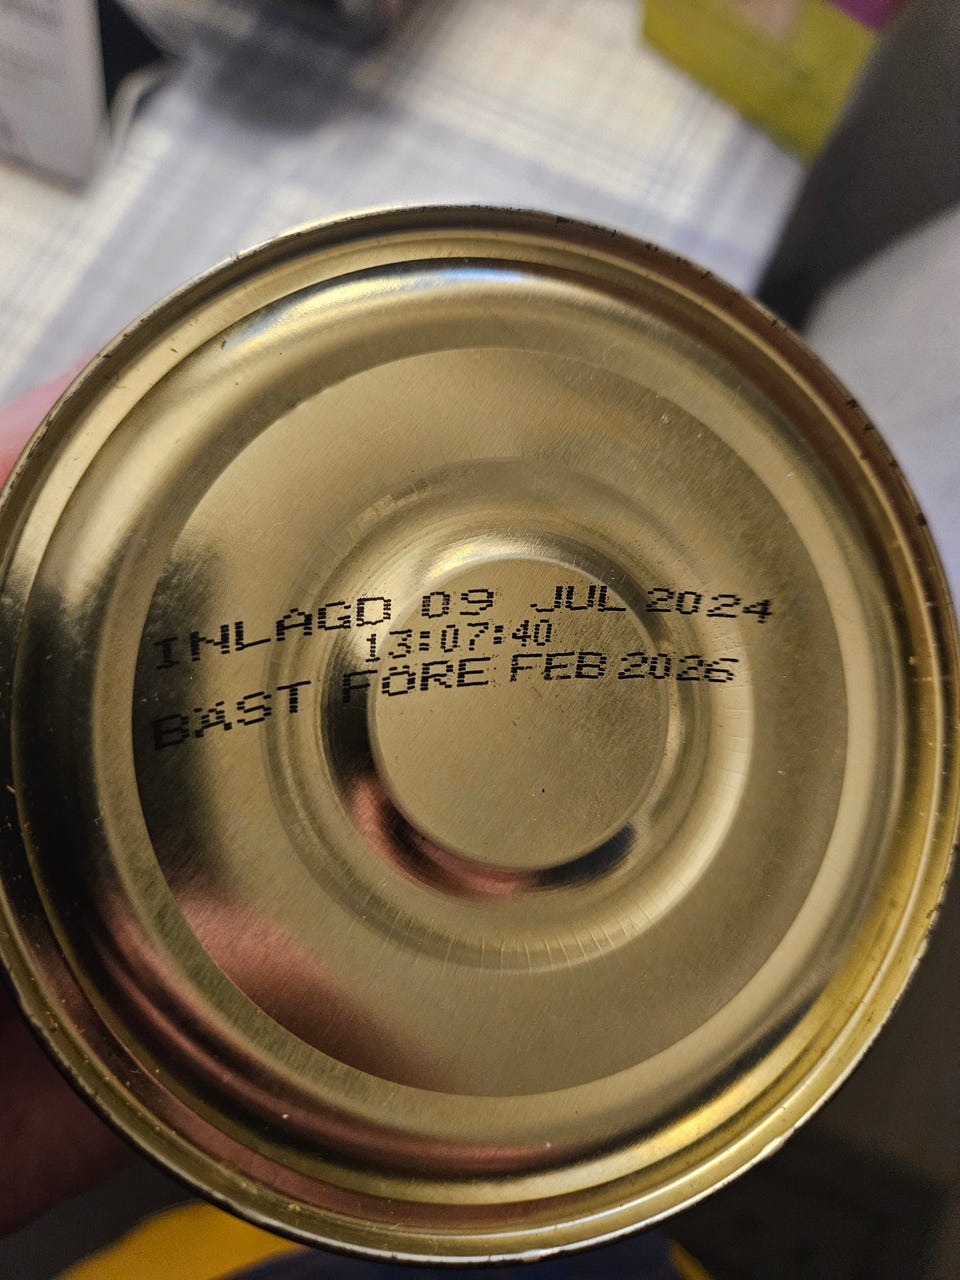 INLAGD 09 JUL 2024
13:07:40
BÄST FÖRE FEB 2026